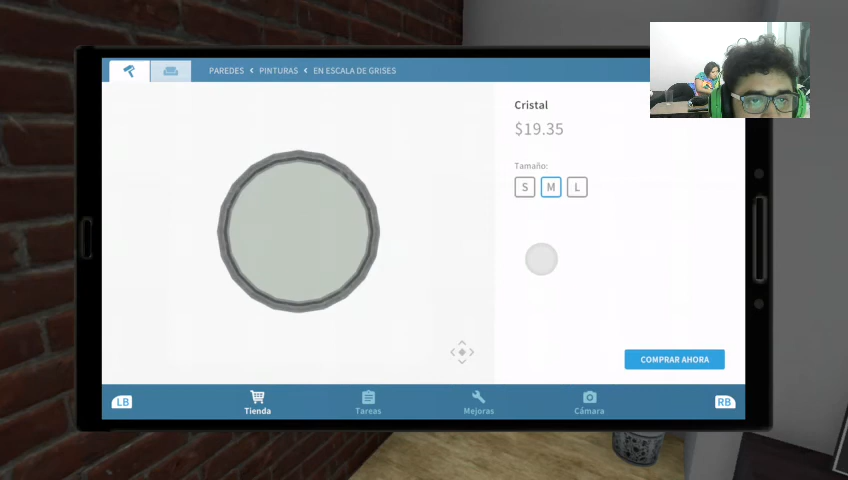 PAREDES < PINTURAS < EN ESCALA DE GRISES
Cristal
$19.35
Tamaño:
S M L
COMPRAR AHORA
LB Tienda Tareas Mejoras Cámara RB